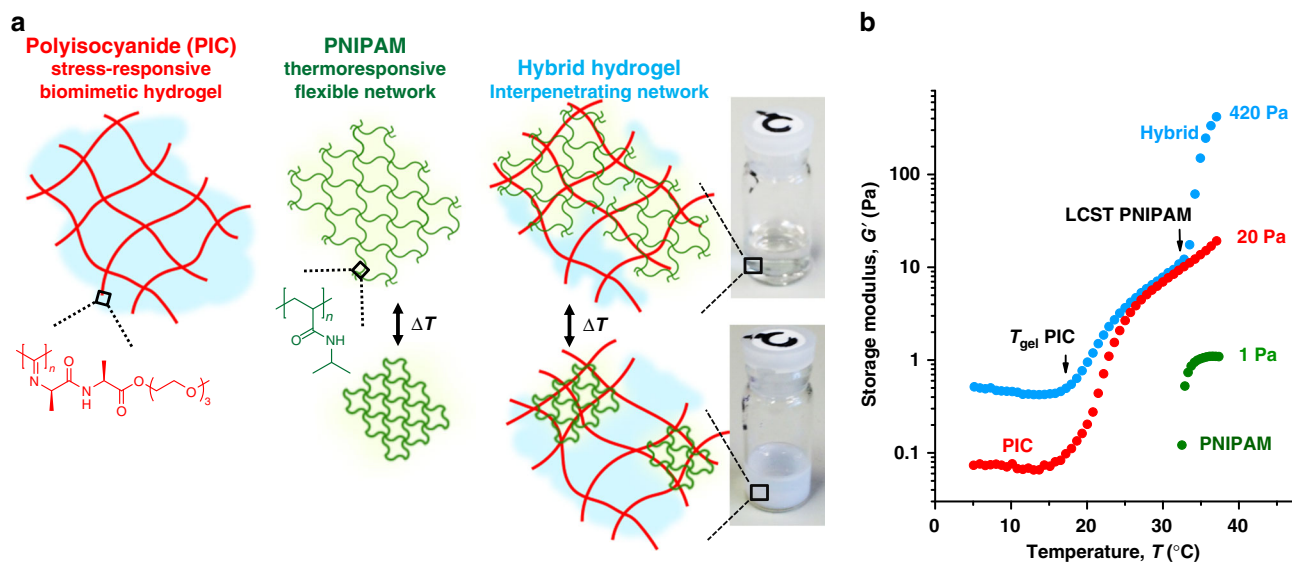 a
Polyisocyanide (PIC)
stress-responsive
biomimetic hydrogel
PNIPAM
thermoresponsive
flexible network
Hybrid hydrogel
Interpenetrating network
ΔT
ΔT
n
N
O
N
H
O
O
O
3
n
O
N
H
b
Storage modulus, G′ (Pa)
100
10
1
0.1
0
10
20
30
40
Temperature, T (°C)
Hybrid
420 Pa
LCST PNIPAM
20 Pa
Tgel PIC
1 Pa
PIC
PNIPAM